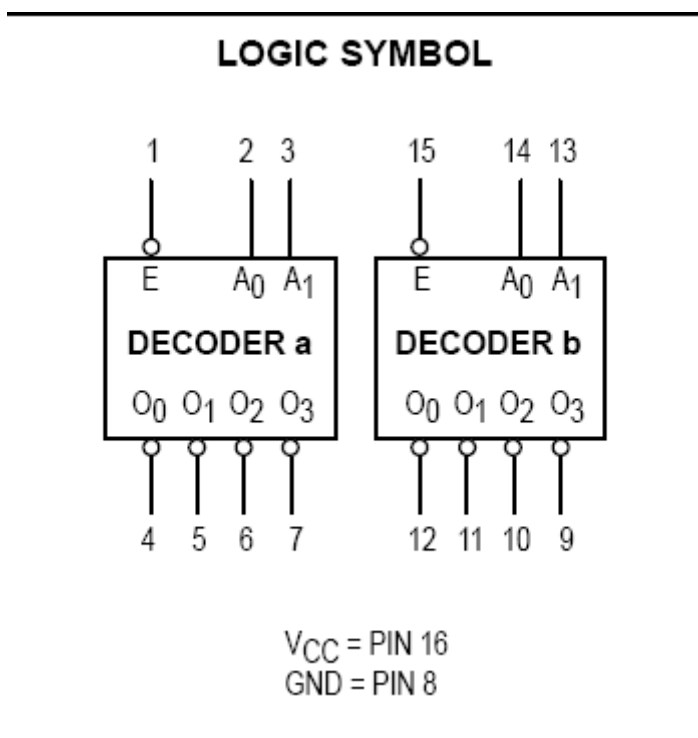 LOGIC SYMBOL
1 2 3 15 14 13
E A0 A1 E A0 A1
DECODER a DECODER b
O0 O1 O2 O3 O0 O1 O2 O3
4 5 6 7 12 11 10 9
VCC = PIN 16
GND = PIN 8